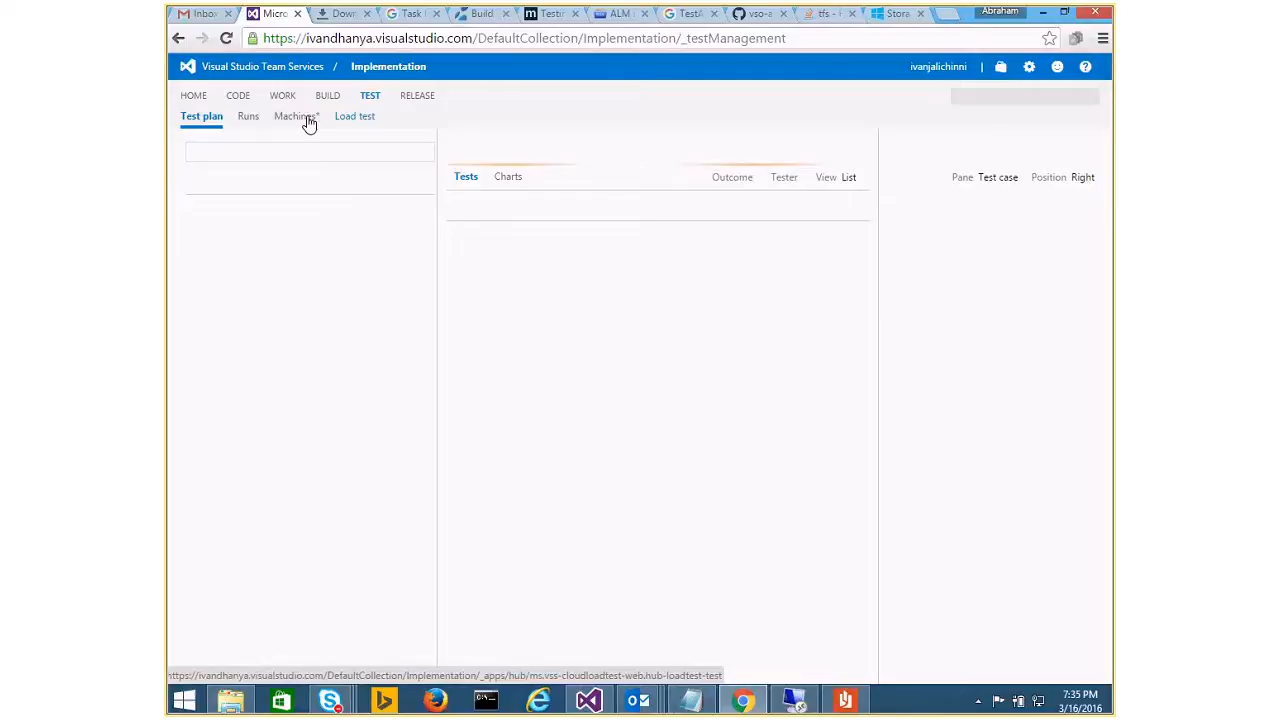 Inbo
Micro
Down
Task
Build
Testir
ALM
TestA
vso-a
tfs -
Stora
Abraham
https://ivandhanya.visualstudio.com/DefaultCollection/Implementation/_testManagement
Visual Studio Team Services / Implementation
ivanjalichinni
HOME CODE WORK BUILD TEST RELEASE
Test plan Runs Machines* Load test
Tests Charts
Outcome Tester View List
Pane Test case Position Right
https://ivandhanya.visualstudio.com/DefaultCollection/Implementation/_apps/hub/ms.vss-cloudloadtest-web.hub-loadtest-test
7:35 PM
3/16/2016